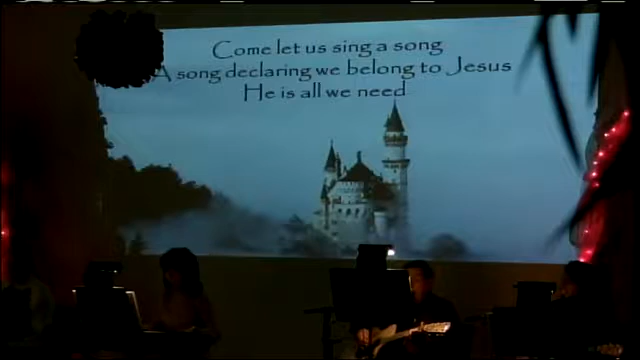 Come let us sing a song
A song declaring we belong to Jesus
He is all we need